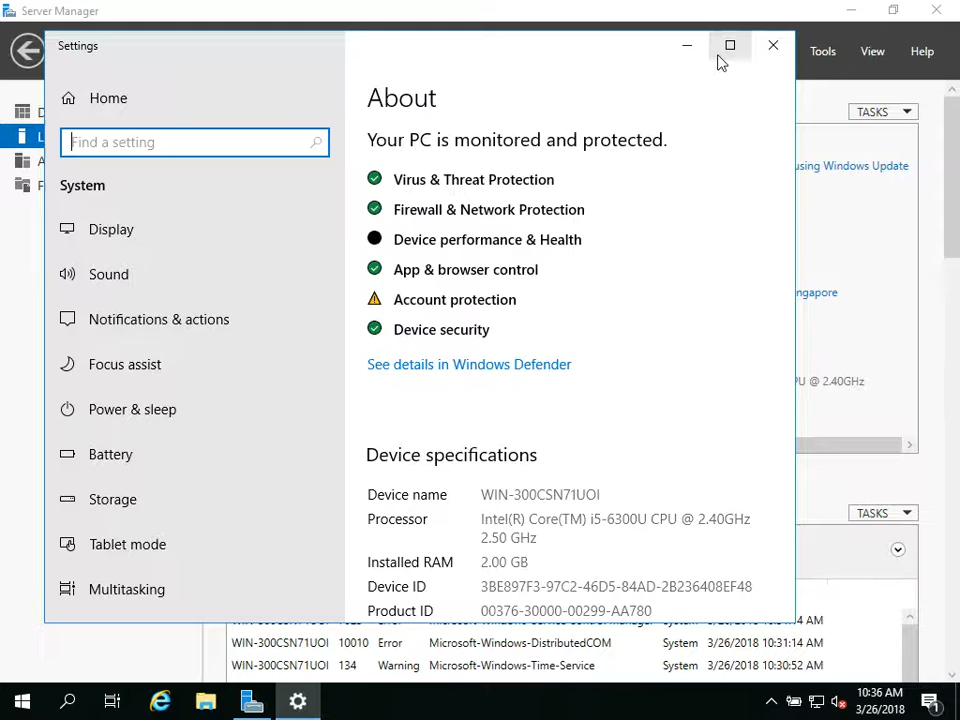 Server Manager
Settings
Tools View Help
Home
Find a setting
System
Display
Sound
Notifications & actions
Focus assist
Power & sleep
Battery
Storage
Tablet mode
Multitasking
About
Your PC is monitored and protected.
Virus & Threat Protection
Firewall & Network Protection
Device performance & Health
App & browser control
Account protection
Device security
See details in Windows Defender
Device specifications
Device name WIN-300CSN71UOI
Processor Intel(R) Core(TM) i5-6300U CPU @ 2.40GHz
2.50 GHz
Installed RAM 2.00 GB
Device ID 3BE897F3-97C2-46D5-84AD-2B236408EF48
Product ID 00376-30000-00299-AA780
TASKS
using Windows Update
ngapore
PU @ 2.40GHz
TASKS
WIN-300CSN71UOI 10010 Error Microsoft-Windows-DistributedCOM System 3/26/2018 10:31:14 AM
WIN-300CSN71UOI 134 Warning Microsoft-Windows-Time-Service System 3/26/2018 10:30:52 AM
10:36 AM
3/26/2018
1